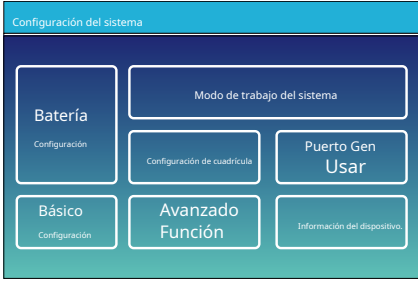 Configuración del sistema
Batería
Configuración
Modo de trabajo del sistema
Configuración de cuadrícula
Puerto Gen
Usar
Básico
Configuración
Avanzado
Función
Información del dispositivo.